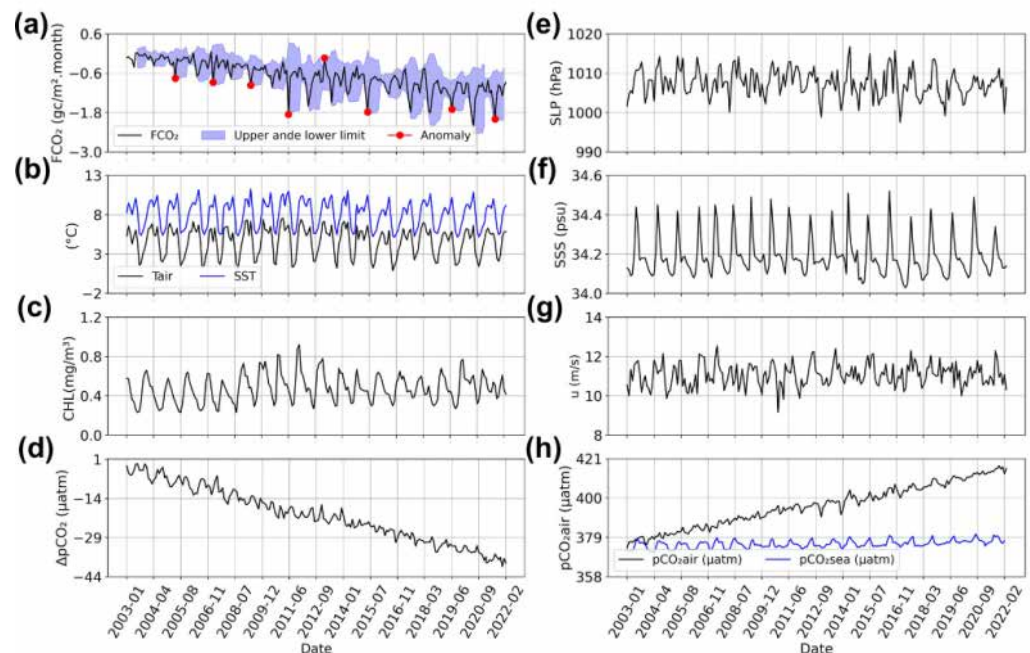 (a)
FCO₂ (gc/m².month)
0.6
−0.6
−1.8
−3.0
FCO₂
Upper ande lower limit
Anomaly
(b)
(°C)
13
8
3
−2
Tair
SST
(c)
CHL(mg/m³)
1.2
0.8
0.4
0.0
(d)
ΔpCO₂ (µatm)
1
−14
−29
−44
2003-01
2004-04
2005-08
2006-11
2008-07
2009-12
2011-06
2012-09
2014-01
2015-07
2016-11
2018-03
2019-06
2020-09
2022-02
Date
(e)
SLP (hPa)
1020
1010
1000
990
(f)
SSS (psu)
34.6
34.4
34.2
34.0
(g)
u (m/s)
14
12
10
8
(h)
pCO₂air (µatm)
421
400
379
358
pCO₂air (µatm)
pCO₂sea (µatm)
2003-01
2004-04
2005-08
2006-11
2008-07
2009-12
2011-06
2012-09
2014-01
2015-07
2016-11
2018-03
2019-06
2020-09
2022-02
Date